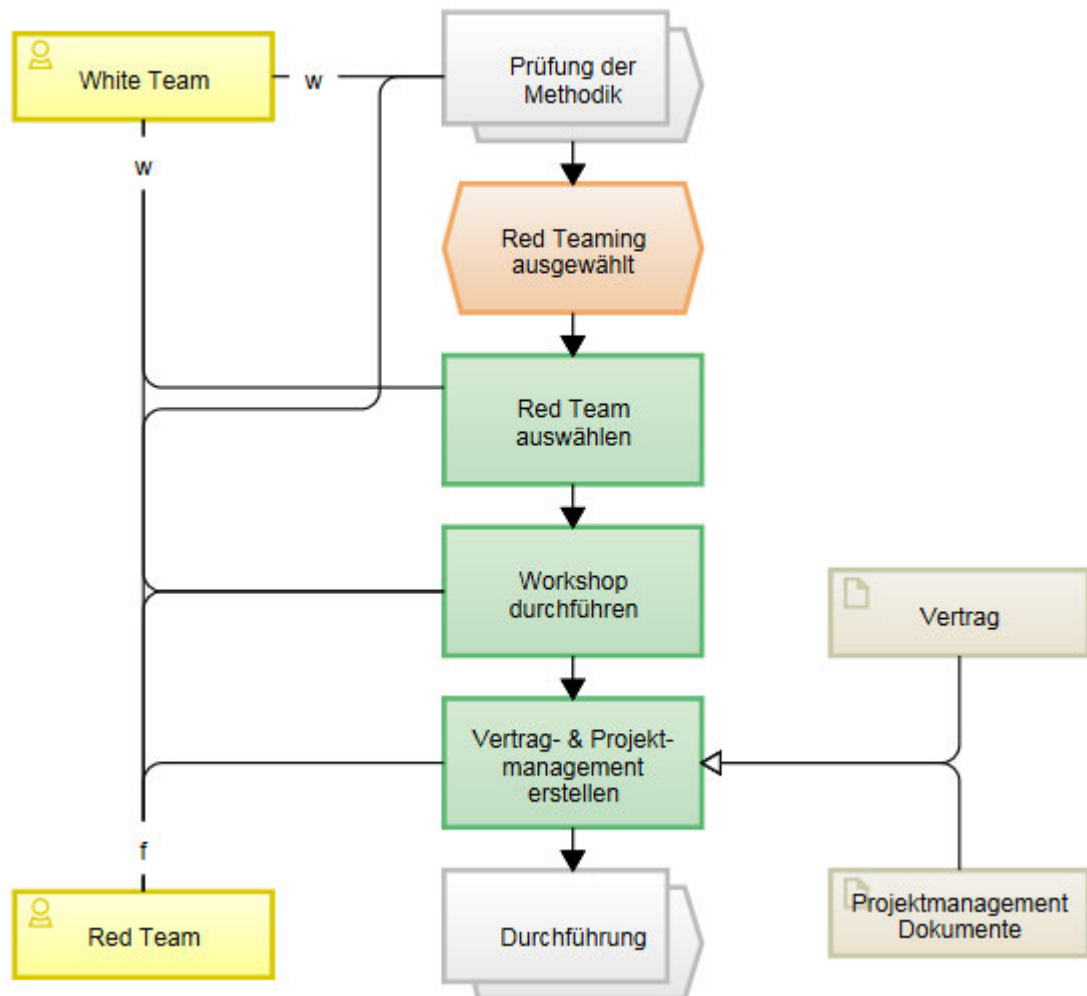 White Team
w
Prüfung der
Methodik
w
Red Teaming
ausgewählt
Red Team
auswählen
Workshop
durchführen
Vertrag
Vertrag- & Projekt-
management
erstellen
f
Red Team
Durchführung
Projektmanagement
Dokumente